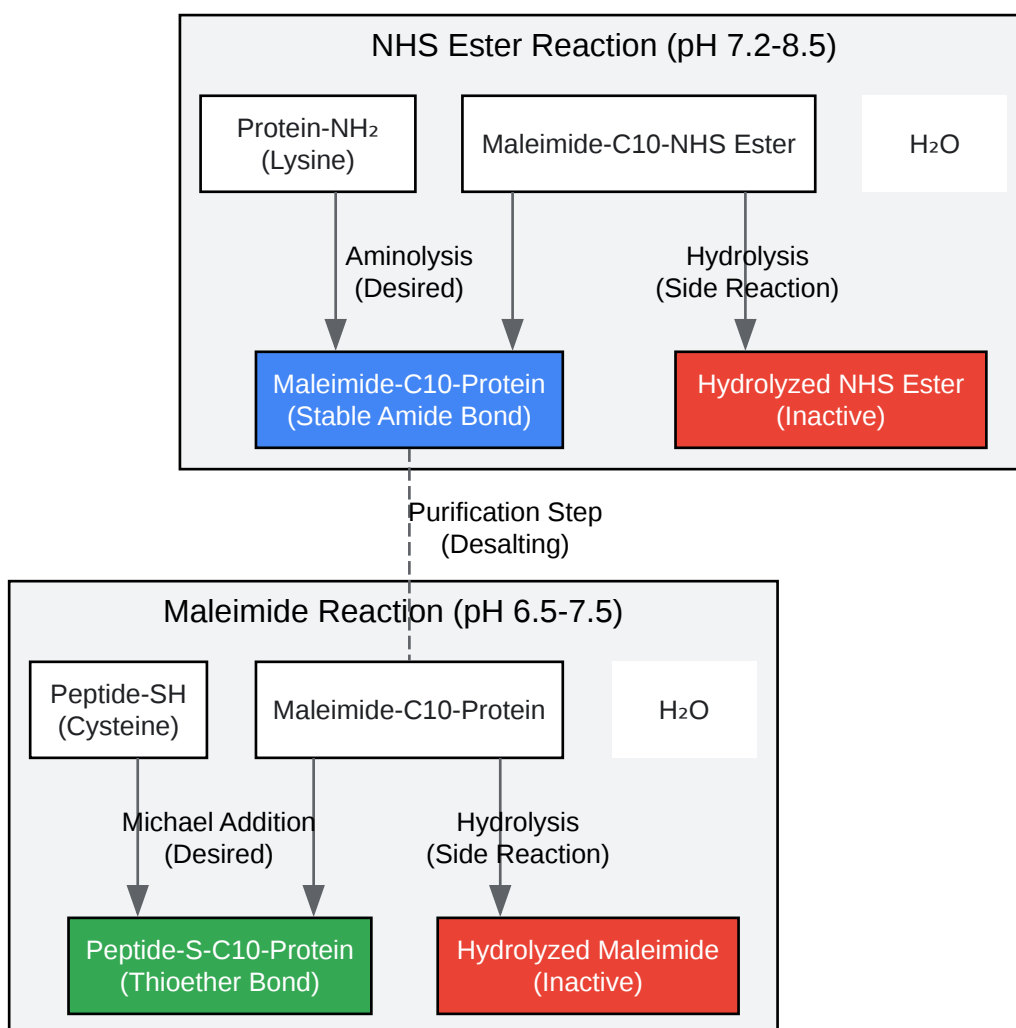 NHS Ester Reaction (pH 7.2-8.5)
Protein-NH₂
(Lysine)
Maleimide-C10-NHS Ester
H₂O
Aminolysis
(Desired)
Hydrolysis
(Side Reaction)
Maleimide-C10-Protein
(Stable Amide Bond)
Hydrolyzed NHS Ester
(Inactive)
Purification Step
(Desalting)
Maleimide Reaction (pH 6.5-7.5)
Peptide-SH
(Cysteine)
Maleimide-C10-Protein
H₂O
Michael Addition
(Desired)
Hydrolysis
(Side Reaction)
Peptide-S-C10-Protein
(Thioether Bond)
Hydrolyzed Maleimide
(Inactive)